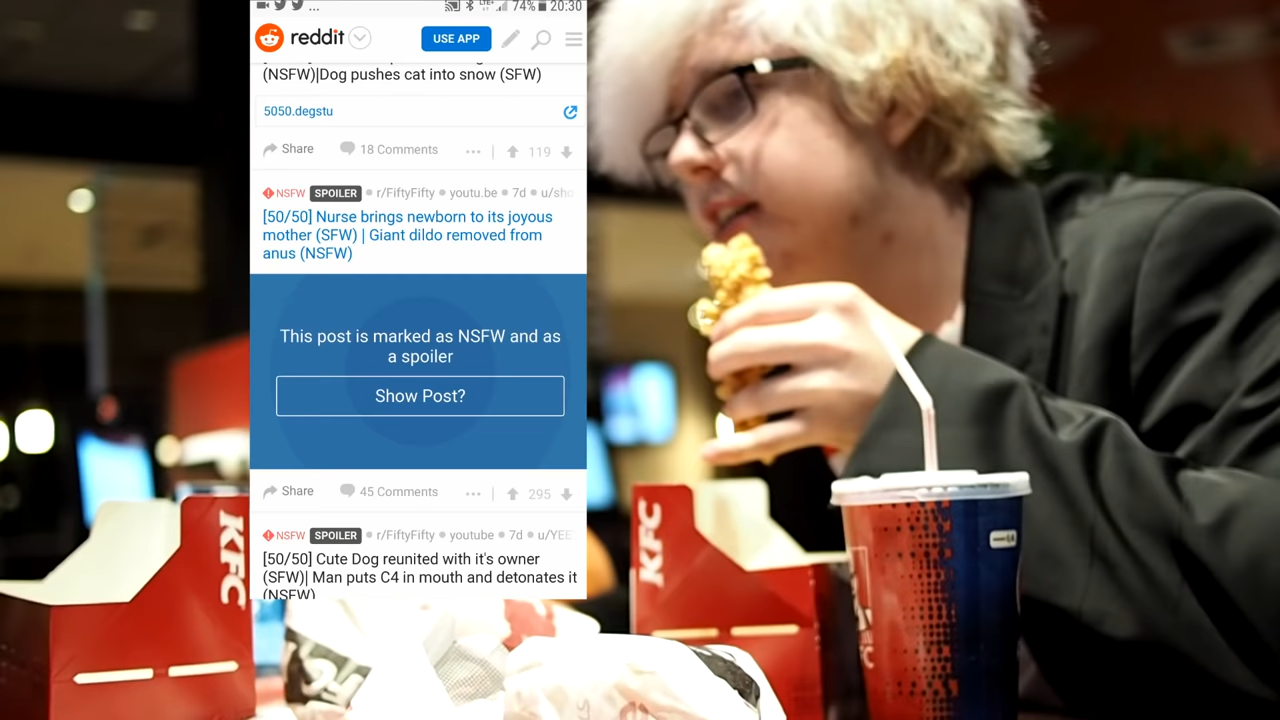 ... LTE+ 74% 20:30
reddit USE APP
(NSFW)|Dog pushes cat into snow (SFW)
5050.degstu
Share 18 Comments ... | 119
NSFW SPOILER • r/FiftyFifty • youtu.be • 7d • u/sho
[50/50] Nurse brings newborn to its joyous
mother (SFW) | Giant dildo removed from
anus (NSFW)
This post is marked as NSFW and as
a spoiler
Show Post?
Share 45 Comments ... | 295
NSFW SPOILER • r/FiftyFifty • youtube • 7d • u/YEE
[50/50] Cute Dog reunited with it's owner
(SFW)| Man puts C4 in mouth and detonates it
(NSFW)
KFC
KFC